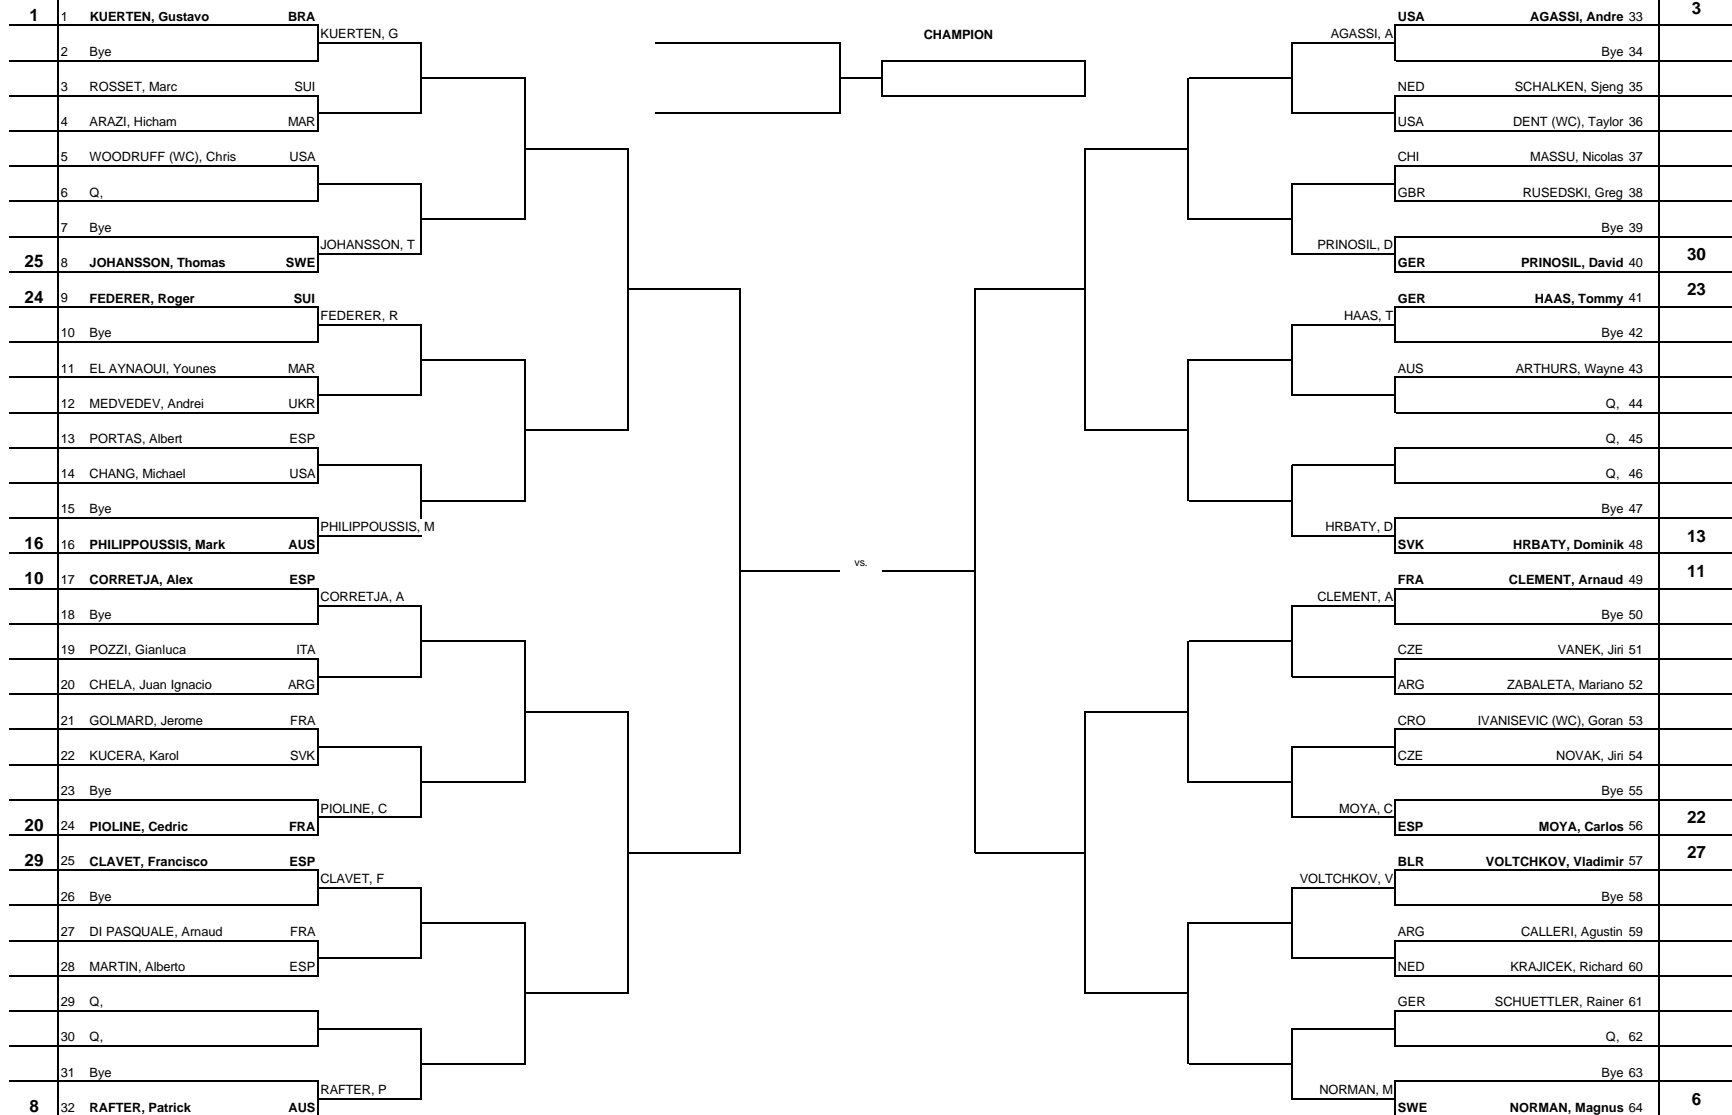 1 1 KUERTEN, Gustavo BRA
KUERTEN, G
2 Bye
3 ROSSET, Marc SUI
4 ARAZI, Hicham MAR
5 WOODRUFF (WC), Chris USA
6 Q,
7 Bye
JOHANSSON, T
25 8 JOHANSSON, Thomas SWE
24 9 FEDERER, Roger SUI
FEDERER, R
10 Bye
11 EL AYNAOUI, Younes MAR
12 MEDVEDEV, Andrei UKR
13 PORTAS, Albert ESP
14 CHANG, Michael USA
15 Bye
PHILIPPOUSSIS, M
16 16 PHILIPPOUSSIS, Mark AUS
10 17 CORRETJA, Alex ESP
CORRETJA, A
18 Bye
19 POZZI, Gianluca ITA
20 CHELA, Juan Ignacio ARG
21 GOLMARD, Jerome FRA
22 KUCERA, Karol SVK
23 Bye
PIOLINE, C
20 24 PIOLINE, Cedric FRA
29 25 CLAVET, Francisco ESP
CLAVET, F
26 Bye
27 DI PASQUALE, Arnaud FRA
28 MARTIN, Alberto ESP
29 Q,
30 Q,
31 Bye
RAFTER, P
8 32 RAFTER, Patrick AUS
CHAMPION
vs.
USA AGASSI, Andre 33 3
AGASSI, A
Bye 34
NED SCHALKEN, Sjeng 35
USA DENT (WC), Taylor 36
CHI MASSU, Nicolas 37
GBR RUSEDSKI, Greg 38
Bye 39
PRINOSIL, D
GER PRINOSIL, David 40 30
GER HAAS, Tommy 41 23
HAAS, T
Bye 42
AUS ARTHURS, Wayne 43
Q, 44
Q, 45
Q, 46
Bye 47
HRBATY, D
SVK HRBATY, Dominik 48 13
FRA CLEMENT, Arnaud 49 11
CLEMENT, A
Bye 50
CZE VANEK, Jiri 51
ARG ZABALETA, Mariano 52
CRO IVANISEVIC (WC), Goran 53
CZE NOVAK, Jiri 54
Bye 55
MOYA, C
ESP MOYA, Carlos 56 22
BLR VOLTCHKOV, Vladimir 57 27
VOLTCHKOV, V
Bye 58
ARG CALLERI, Agustin 59
NED KRAJICEK, Richard 60
GER SCHUETTLER, Rainer 61
Q, 62
Bye 63
NORMAN, M
SWE NORMAN, Magnus 64 6